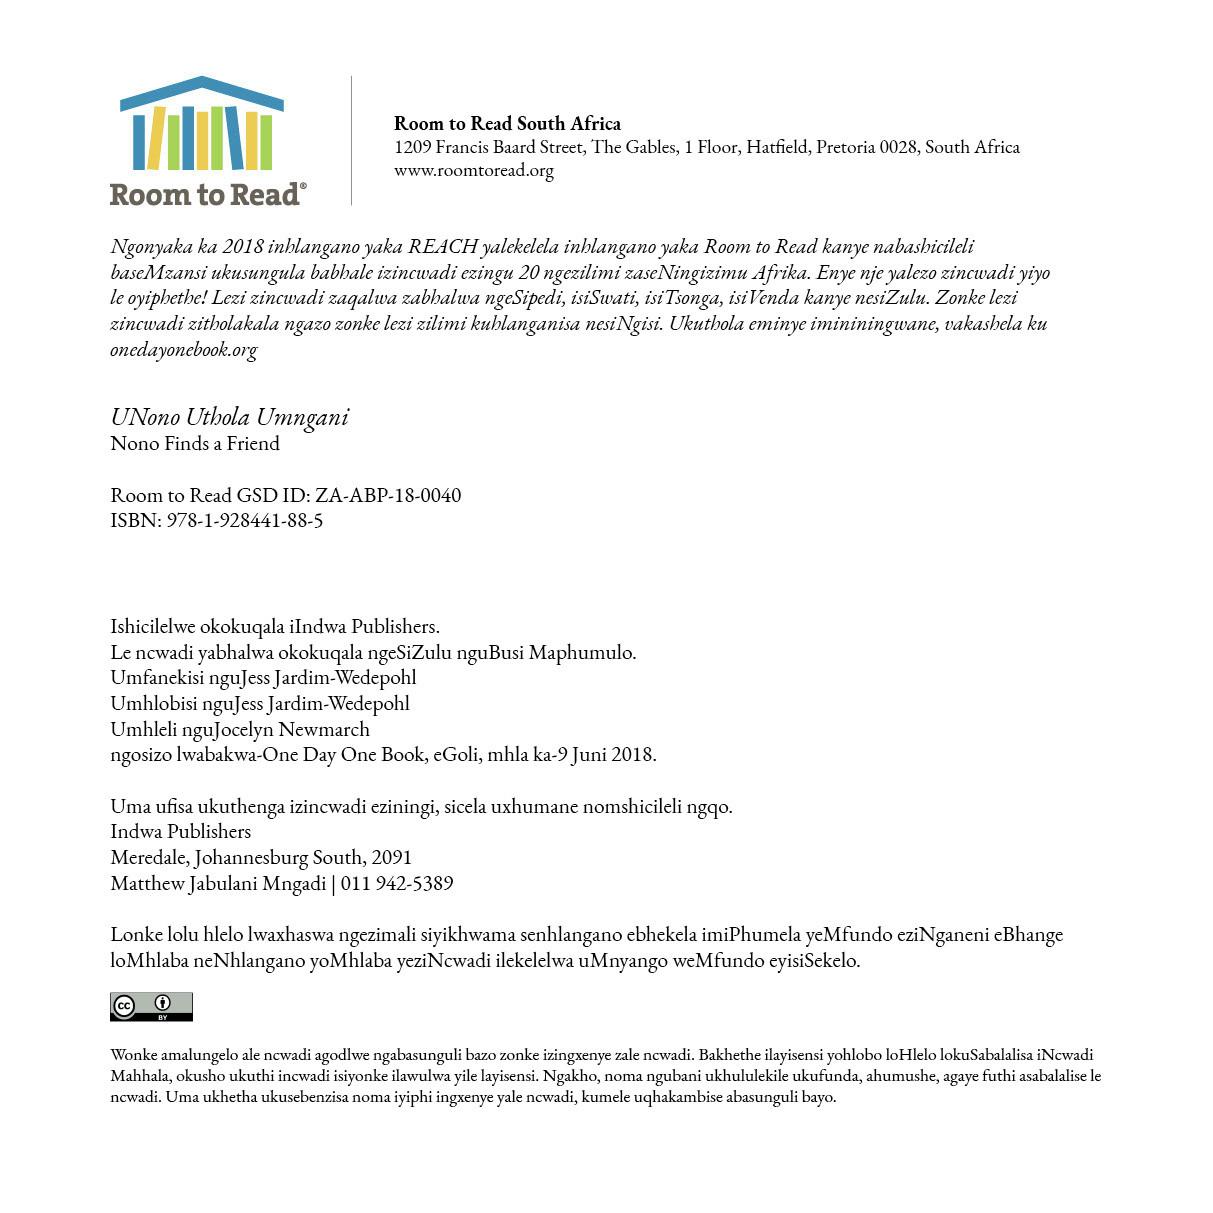 Room to Read®
Room to Read South Africa
1209 Francis Baard Street, The Gables, 1 Floor, Hatfield, Pretoria 0028, South Africa
www.roomtoread.org
Ngonyaka ka 2018 inhlangano yaka REACH yalekelela inhlangano yaka Room to Read kanye nabashicileli
baseMzansi ukusungula babhale izincwadi ezingu 20 ngezilimi zaseNingizimu Afrika. Enye nje yalezo zincwadi yiyo
le oyiphethe! Lezi zincwadi zaqalwa zabhalwa ngeSipedi, isiSwati, isiTsonga, isiVenda kanye nesiZulu. Zonke lezi
zincwadi zitholakala ngazo zonke lezi zilimi kuhlanganisa nesiNgisi. Ukuthola eminye imininingwane, vakashela ku
onedayonebook.org
UNono Uthola Umngani
Nono Finds a Friend
Room to Read GSD ID: ZA-ABP-18-0040
ISBN: 978-1-928441-88-5
Ishicilelwe okokuqala iIndwa Publishers.
Le ncwadi yabhalwa okokuqala ngeSiZulu nguBusi Maphumulo.
Umfanekisi nguJess Jardim-Wedepohl
Umhlobisi nguJess Jardim-Wedepohl
Umhleli nguJocelyn Newmarch
ngosizo lwabakwa-One Day One Book, eGoli, mhla ka-9 Juni 2018.
Uma ufisa ukuthenga izincwadi eziningi, sicela uxhumane nomshicileli ngqo.
Indwa Publishers
Meredale, Johannesburg South, 2091
Matthew Jabulani Mngadi | 011 942-5389
Lonke lolu hlelo lwaxhaswa ngezimali siyikhwama senhlangano ebhekela imiPhumela yeMfundo eziNganeni eBhange
loMhlaba neNhlangano yoMhlaba yeziNcwadi ilekelelwa uMnyango weMfundo eyisiSekelo.
cc BY
Wonke amalungelo ale ncwadi agodlwe ngabasunguli bazo zonke izingxenye zale ncwadi. Bakhethe ilayisensi yohlobo loHlelo lokuSabalalisa iNcwadi
Mahhala, okusho ukuthi incwadi isiyonke ilawulwa yile layisensi. Ngakho, noma ngubani ukhululekile ukufunda, ahumushe, agaye futhi asabalalise le
ncwadi. Uma ukhetha ukusebenzisa noma iyiphi ingxenye yale ncwadi, kumele uqhakambise abasunguli bayo.